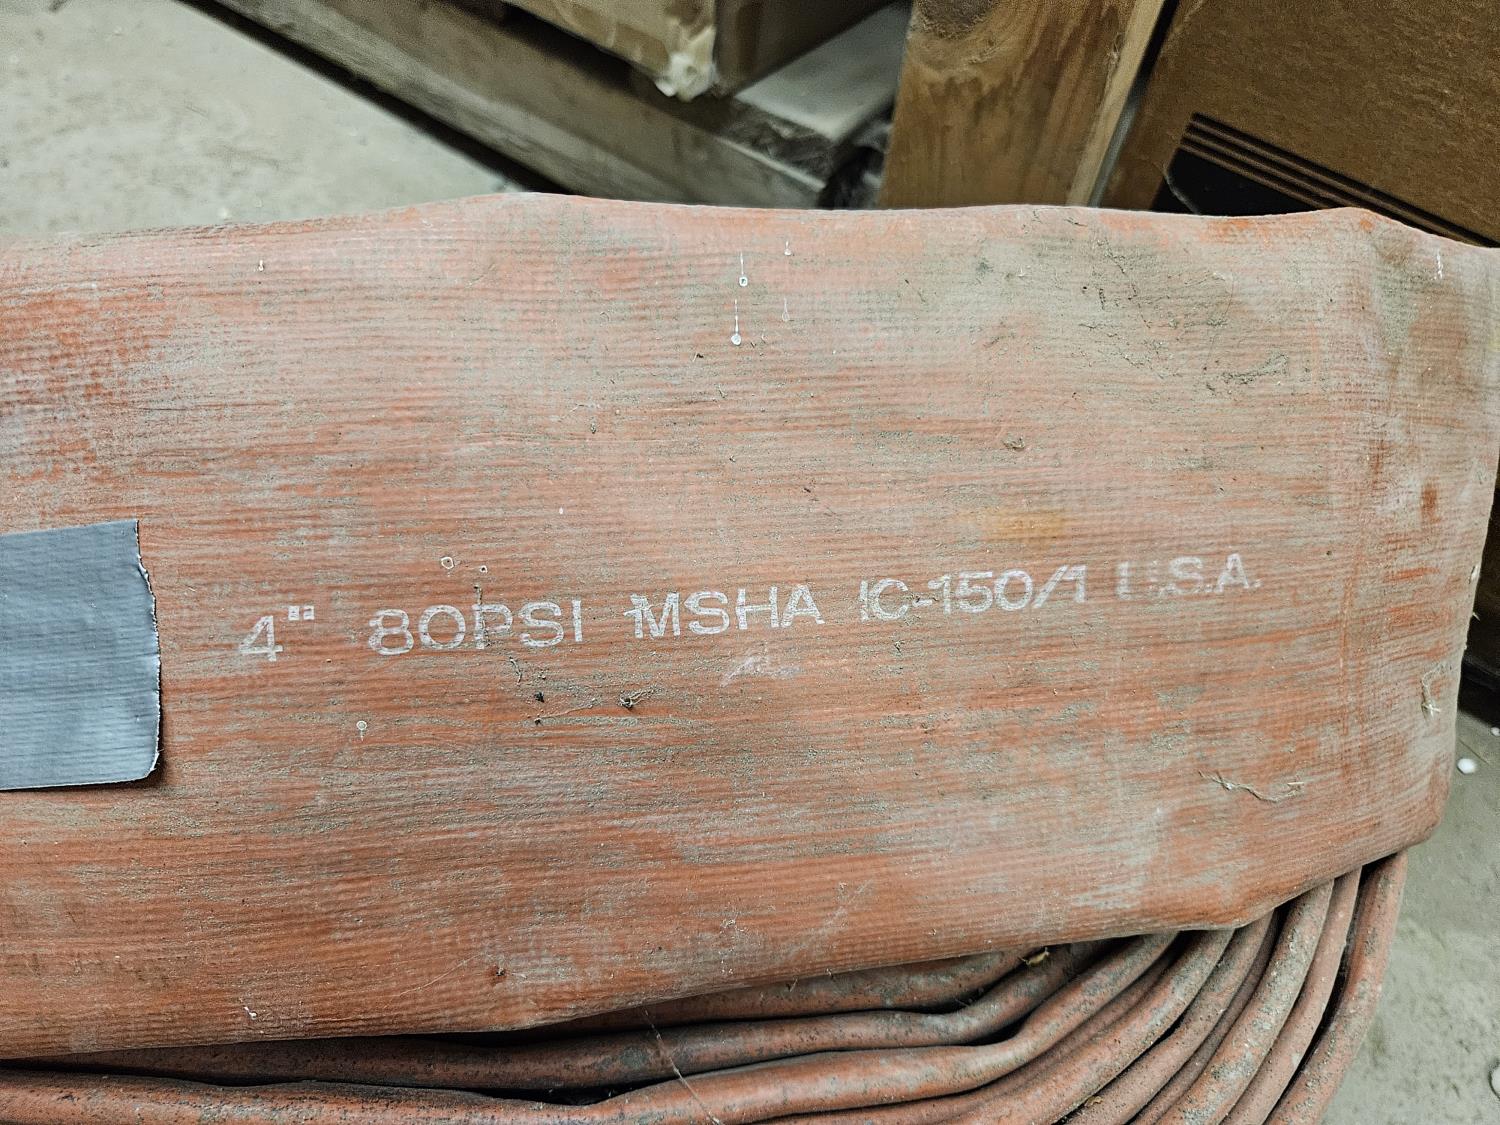 4" 80PSI MSHA IC-150/1 U.S.A.